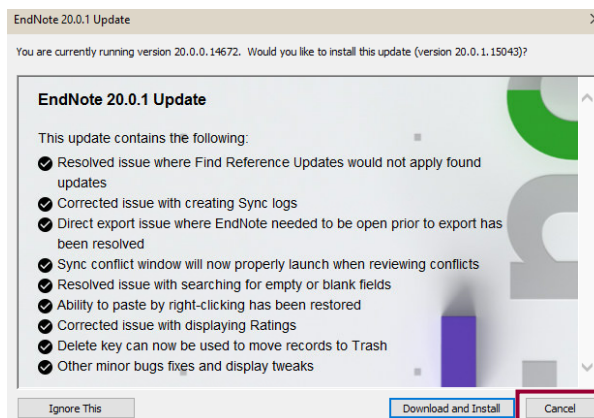 EndNote 20.0.1 Update
You are currently running version 20.0.0.14672. Would you like to install this update (version 20.0.1.15043)?
EndNote 20.0.1 Update
This update contains the following:
Resolved issue where Find Reference Updates would not apply found
updates
Corrected issue with creating Sync logs
Direct export issue where EndNote needed to be open prior to export has
been resolved
Sync conflict window will now properly launch when reviewing conflicts
Resolved issue with searching for empty or blank fields
Ability to paste by right-clicking has been restored
Corrected issue with displaying Ratings
Delete key can now be used to move records to Trash
Other minor bugs fixes and display tweaks
Ignore This
Download and Install
Cancel